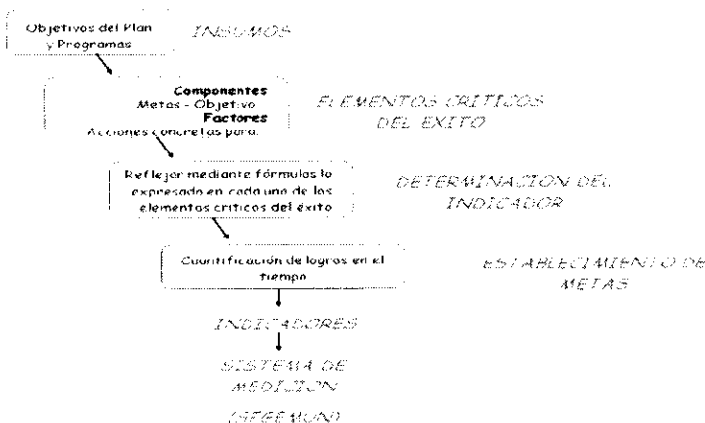 Objetivos del Plan
y Programas
INSUMOS
Componentes
Metas - Objetivo
Factores
Acciones concretas para:
ELEMENTOS CRITICOS
DEL EXITO
Reflejar mediante fórmulas lo
expresado en cada uno de los
elementos críticos del éxito
DETERMINACION DEL
INDICADOR
Cuantificación de logros en el
tiempo
ESTABLECIMIENTO DE
METAS
INDICADORES
SISTEMA DE
MEDICION